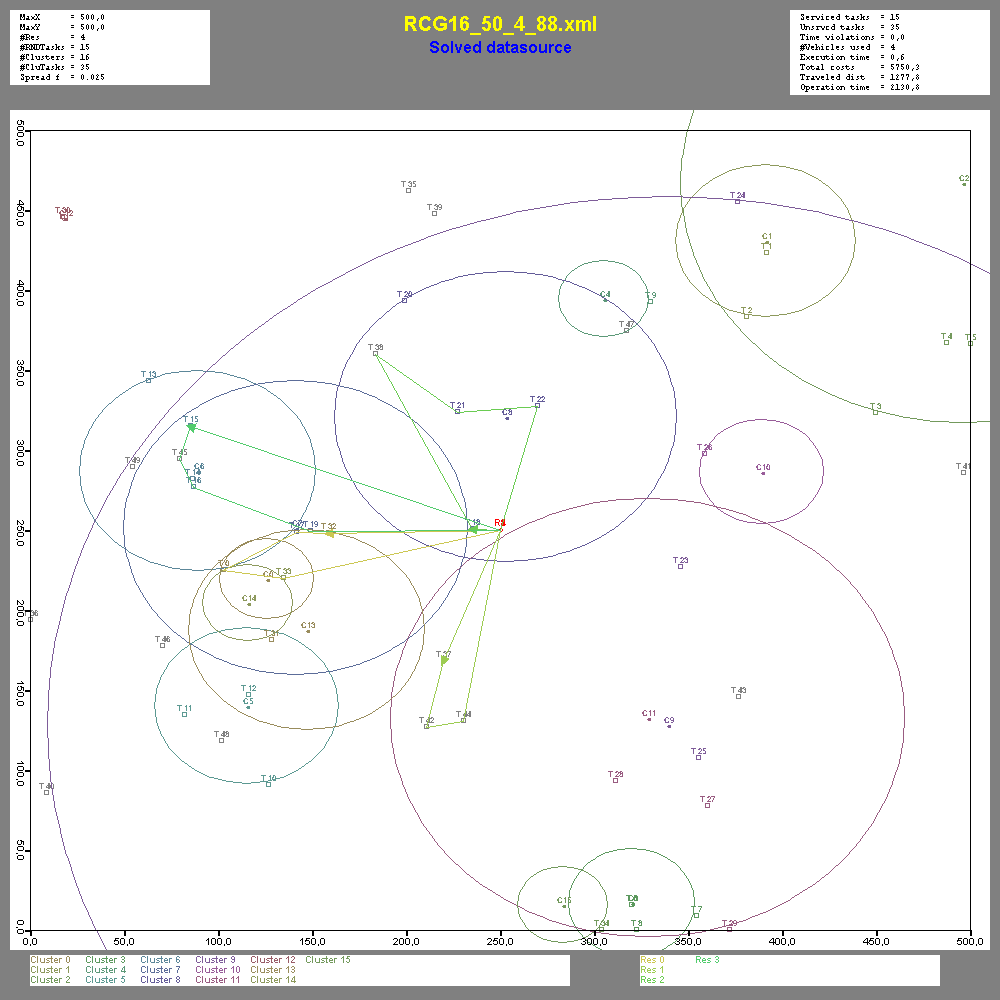 MaxX = 500,0
MaxY = 500,0
#Res = 4
#RNDTasks = 15
#Clusters = 16
#CluTasks = 35
Spread f = 0.025
RCG16_50_4_88.xml
Solved datasource
Serviced tasks = 15
Unsrvcd tasks = 35
Time violations = 0,0
#Vehicles used = 4
Execution time = 0,6
Total costs = 5750,3
Traveled dist = 1277,8
Operation time = 2130,8
500,0
450,0
400,0
350,0
300,0
250,0
200,0
150,0
100,0
50,0
0,0
T 35
C2
T 24
T 30
T 39
C1
T 20
C4
T 9
T 2
T 47
T 4
T 5
T 38
T 13
T 21
T 22
T 3
C8
T 15
T 26
T 45
T 49
C6
C10
T 41
T 16
T 19
T 32
T 18
T 23
T 0
C0
T 33
C14
C13
T 31
T 46
T 37
T 12
C5
T 43
T 11
C11
C9
T 42
T 44
T 48
T 25
T 10
T 28
T 40
T 27
C15
T 7
T 34
T 8
T 29
0,0 50,0 100,0 150,0 200,0 250,0 300,0 350,0 400,0 450,0 500,0
Cluster 0 Cluster 3 Cluster 6 Cluster 9 Cluster 12 Cluster 15
Cluster 1 Cluster 4 Cluster 7 Cluster 10 Cluster 13
Cluster 2 Cluster 5 Cluster 8 Cluster 11 Cluster 14
Res 0 Res 3
Res 1
Res 2